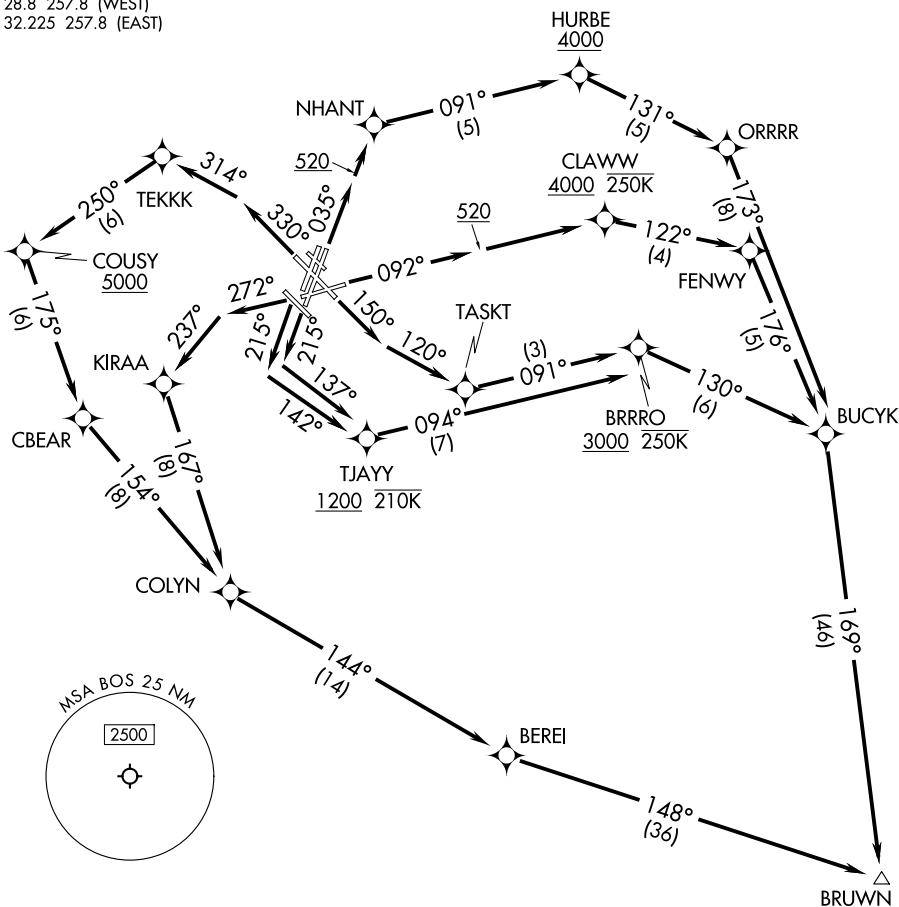 28.8 257.8 (WEST)
32.225 257.8 (EAST)
HURBE
4000
NHANT
091°
(5)
131°
(5)
ORRRR
520
314°
TEKKK
CLAWW
4000 250K
173°
(8)
250°
(6)
330°
035°
520
122°
(4)
COUSY
5000
092°
FENWY
272°
150°
TASKT
175°
(6)
237°
215°
215°
176°
(5)
KIRAA
120°
(3)
091°
137°
142°
130°
(6)
BRRRO
3000 250K
BUCYK
094°
(7)
CBEAR
TJAYY
1200 210K
167°
(8)
154°
(8)
COLYN
169°
(46)
144°
(14)
MSA BOS 25 NM
2500
BEREI
148°
(36)
BRUWN